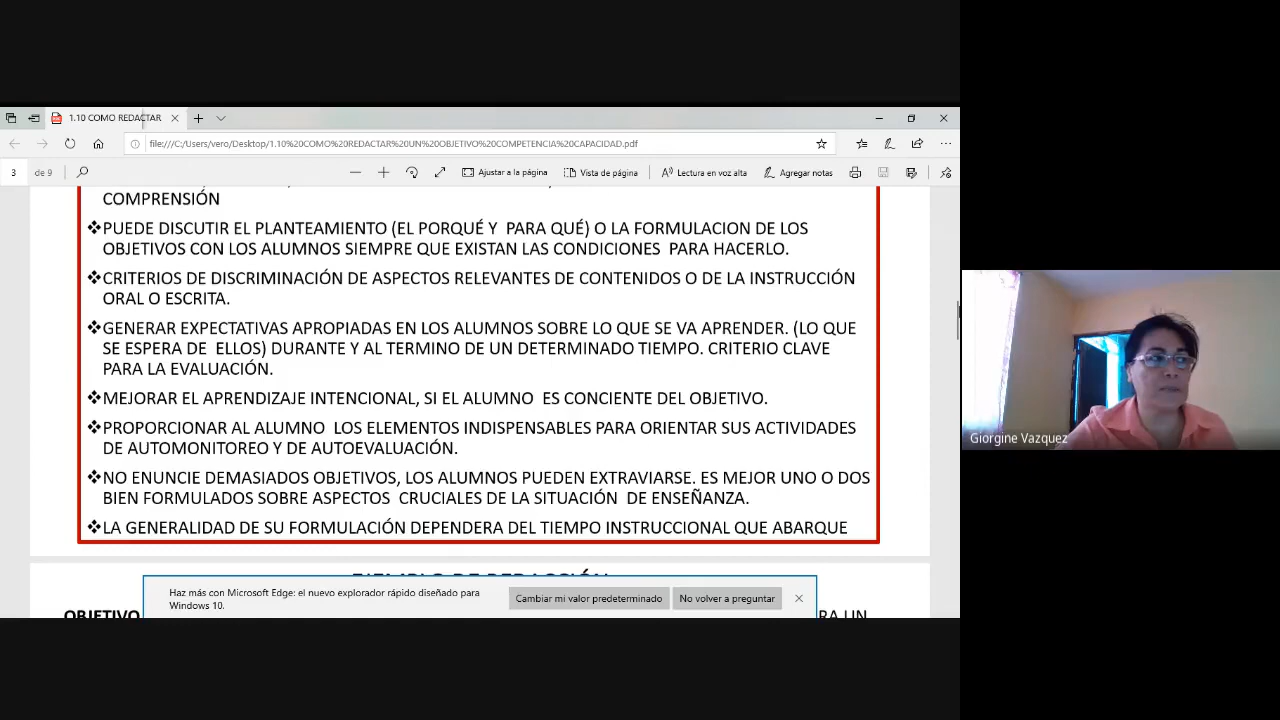 1.10 COMO REDACTAR
file:///C:/Users/vero/Desktop/1.10%20COMO%20REDACTAR%20UN%20OBJETIVO%20COMPETENCIA%20CAPACIDAD.pdf
3 de 9 Ajustar a la página Vista de página Lectura en voz alta Agregar notas
COMPRENSIÓN
❖PUEDE DISCUTIR EL PLANTEAMIENTO (EL PORQUÉ Y PARA QUÉ) O LA FORMULACION DE LOS
OBJETIVOS CON LOS ALUMNOS SIEMPRE QUE EXISTAN LAS CONDICIONES PARA HACERLO.
❖CRITERIOS DE DISCRIMINACIÓN DE ASPECTOS RELEVANTES DE CONTENIDOS O DE LA INSTRUCCIÓN
ORAL O ESCRITA.
❖GENERAR EXPECTATIVAS APROPIADAS EN LOS ALUMNOS SOBRE LO QUE SE VA APRENDER. (LO QUE
SE ESPERA DE ELLOS) DURANTE Y AL TERMINO DE UN DETERMINADO TIEMPO. CRITERIO CLAVE
PARA LA EVALUACIÓN.
❖MEJORAR EL APRENDIZAJE INTENCIONAL, SI EL ALUMNO ES CONCIENTE DEL OBJETIVO.
❖PROPORCIONAR AL ALUMNO LOS ELEMENTOS INDISPENSABLES PARA ORIENTAR SUS ACTIVIDADES
DE AUTOMONITOREO Y DE AUTOEVALUACIÓN.
❖NO ENUNCIE DEMASIADOS OBJETIVOS, LOS ALUMNOS PUEDEN EXTRAVIARSE. ES MEJOR UNO O DOS
BIEN FORMULADOS SOBRE ASPECTOS CRUCIALES DE LA SITUACIÓN DE ENSEÑANZA.
❖LA GENERALIDAD DE SU FORMULACIÓN DEPENDERA DEL TIEMPO INSTRUCCIONAL QUE ABARQUE
EJEMPLO DE REDACCIÓN
OBJETIVO RA UN
Haz más con Microsoft Edge: el nuevo explorador rápido diseñado para
Windows 10.
Cambiar mi valor predeterminado No volver a preguntar
Giorgine Vazquez